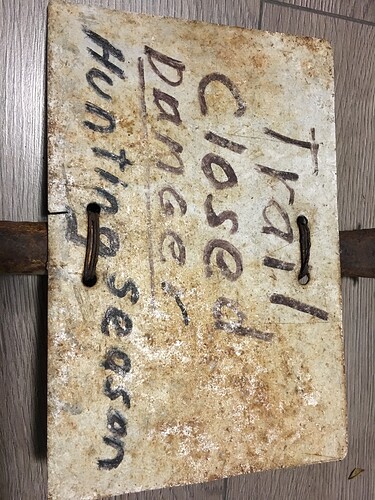 Trail
Closed
Danger
Hunting season